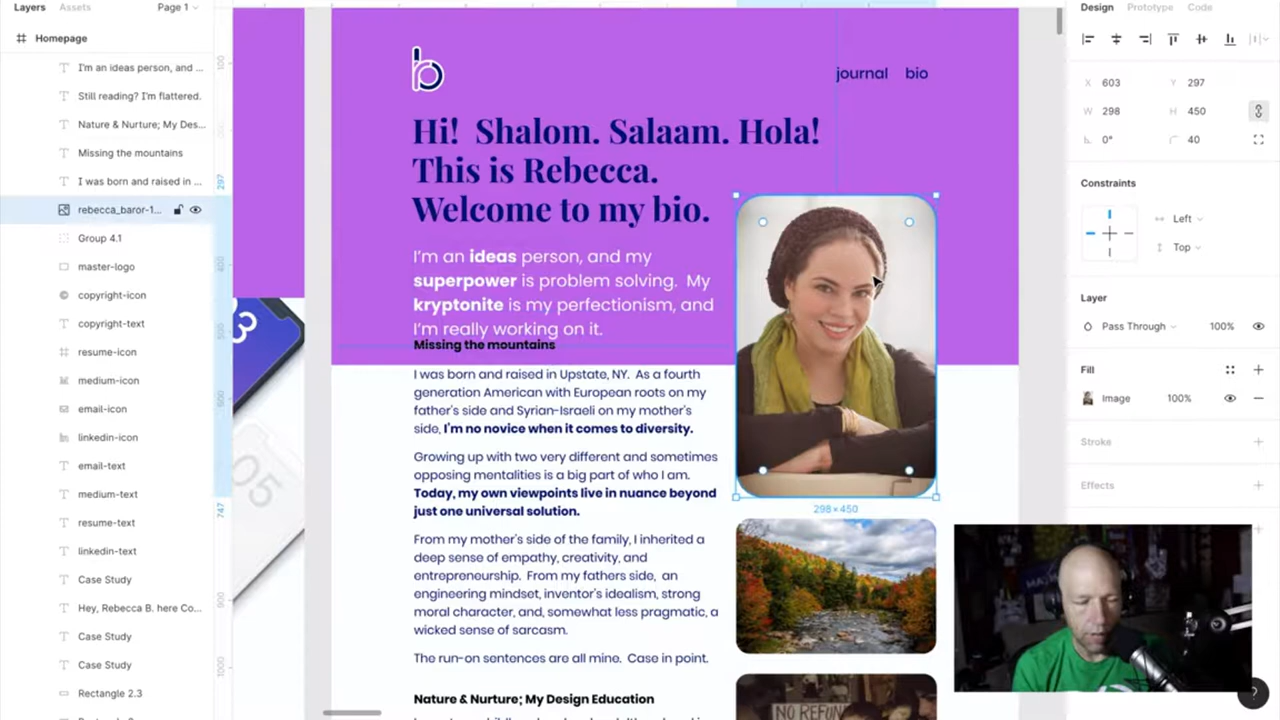 Layers Assets Page 1
Homepage
I'm an ideas person, and ...
Still reading? I'm flattered.
Nature & Nurture; My Des...
Missing the mountains
I was born and raised in ...
rebecca_baror-1...
Group 4.1
master-logo
copyright-icon
copyright-text
resume-icon
medium-icon
email-icon
linkedin-icon
email-text
medium-text
resume-text
linkedin-text
Case Study
Hey, Rebecca B. here Co...
Case Study
Case Study
Rectangle 2.3
100
297
400
500
600
747
900
1000
05
b
journal bio
Hi! Shalom. Salaam. Hola!
This is Rebecca.
Welcome to my bio.
I'm an ideas person, and my
superpower is problem solving. My
kryptonite is my perfectionism, and
I'm really working on it.
Missing the mountains
I was born and raised in Upstate, NY. As a fourth
generation American with European roots on my
father's side and Syrian-Israeli on my mother's
side, I'm no novice when it comes to diversity.
Growing up with two very different and sometimes
opposing mentalities is a big part of who I am.
Today, my own viewpoints live in nuance beyond
just one universal solution.
From my mother's side of the family, I inherited a
deep sense of empathy, creativity, and
entrepreneurship. From my fathers side, an
engineering mindset, inventor's idealism, strong
moral character, and, somewhat less pragmatic, a
wicked sense of sarcasm.
The run-on sentences are all mine. Case in point.
Nature & Nurture; My Design Education
298 × 450
NO REFUN
Design Prototype Code
X 603 Y 297
W 298 H 450
0° 40
Constraints
Left
Top
Layer
Pass Through 100%
Fill
Image 100%
Stroke
Effects
?